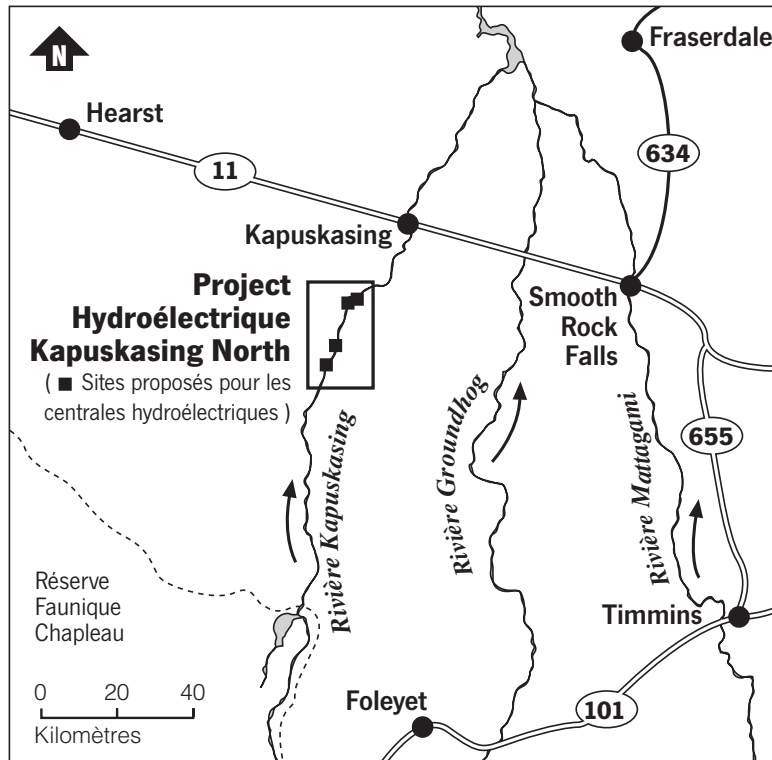 N
Fraserdale
Hearst
11
634
Kapuskasing
Project
Hydroélectrique
Kapuskasing North
( ■ Sites proposés pour les
centrales hydroélectriques )
Smooth
Rock
Falls
655
Rivière Kapuskasing
Rivière Groundhog
Rivière Mattagami
Réserve
Faunique
Chapleau
Timmins
0 20 40
Kilomètres
Foleyet
101